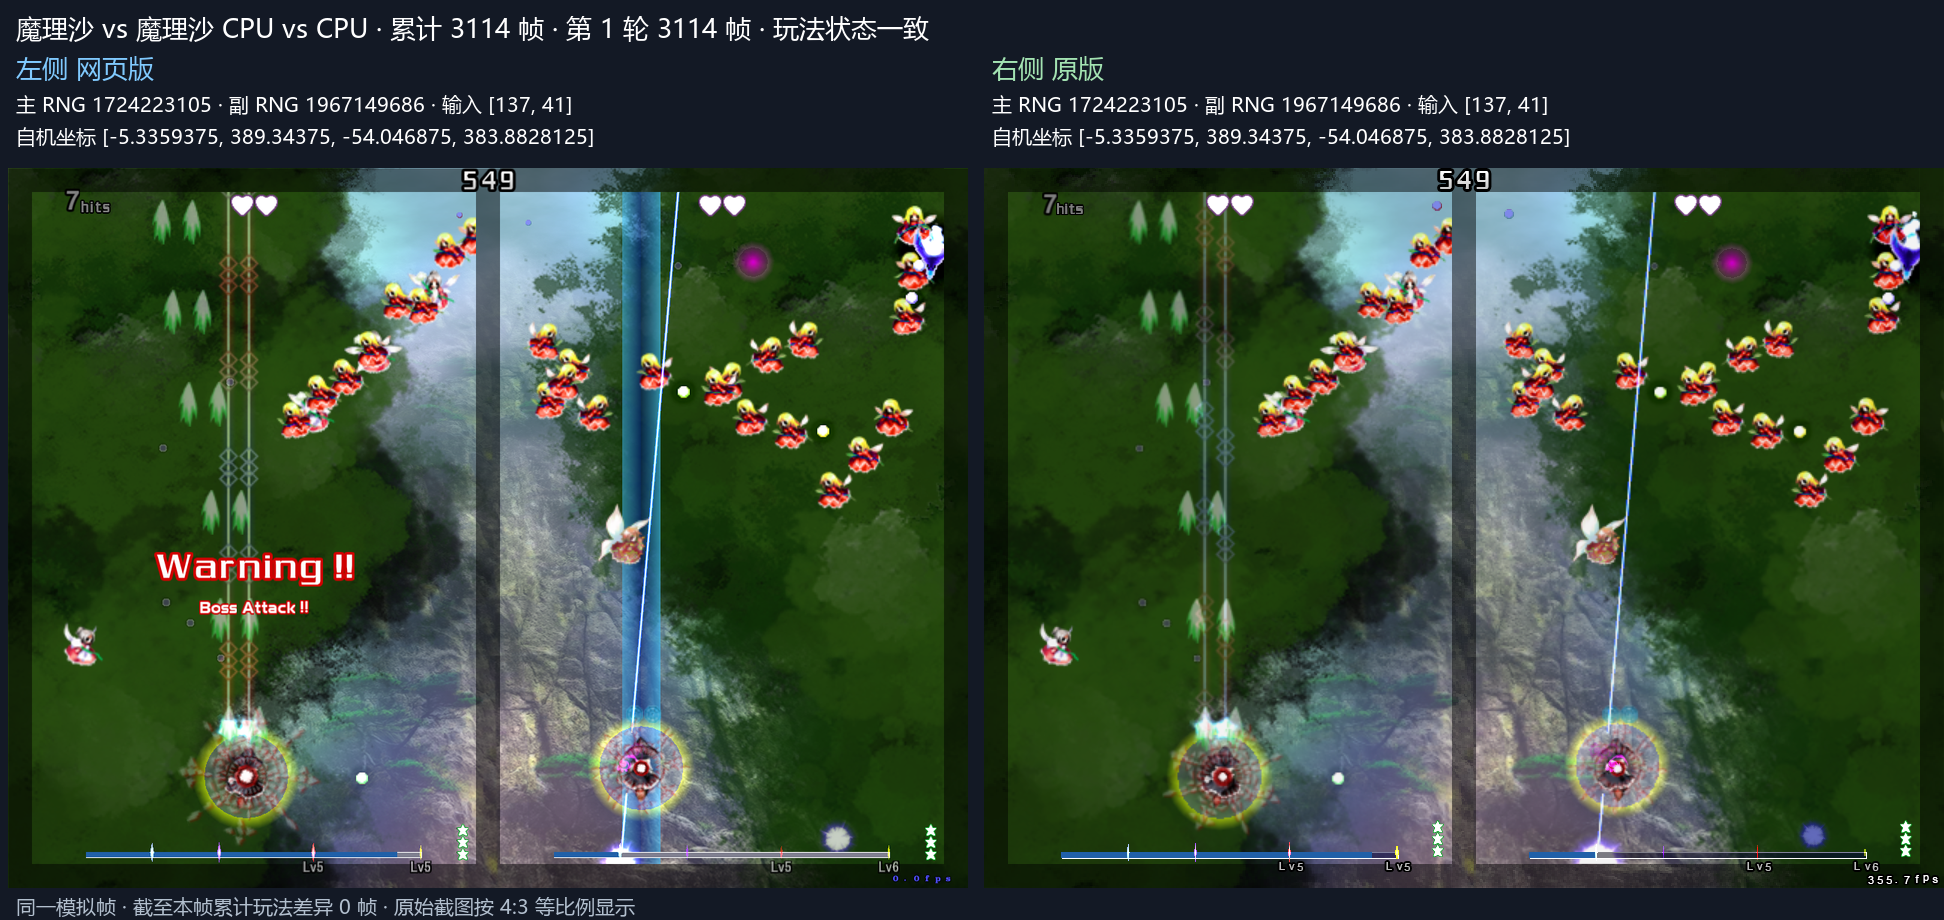 魔理沙 vs 魔理沙 CPU vs CPU · 累计 3114 帧 · 第 1 轮 3114 帧 · 玩法状态一致
左侧 网页版
主 RNG 1724223105 · 副 RNG 1967149686 · 输入 [137, 41]
自机坐标 [-5.3359375, 389.34375, -54.046875, 383.8828125]
右侧 原版
主 RNG 1724223105 · 副 RNG 1967149686 · 输入 [137, 41]
自机坐标 [-5.3359375, 389.34375, -54.046875, 383.8828125]
549
7hits
Warning !!
Boss Attack !!
Lv5 Lv5
Lv5 Lv6
0.0fps
549
7hits
Lv5 Lv5
Lv5 Lv6
355.7fps
同一模拟帧 · 截至本帧累计玩法差异 0 帧 · 原始截图按 4:3 等比例显示